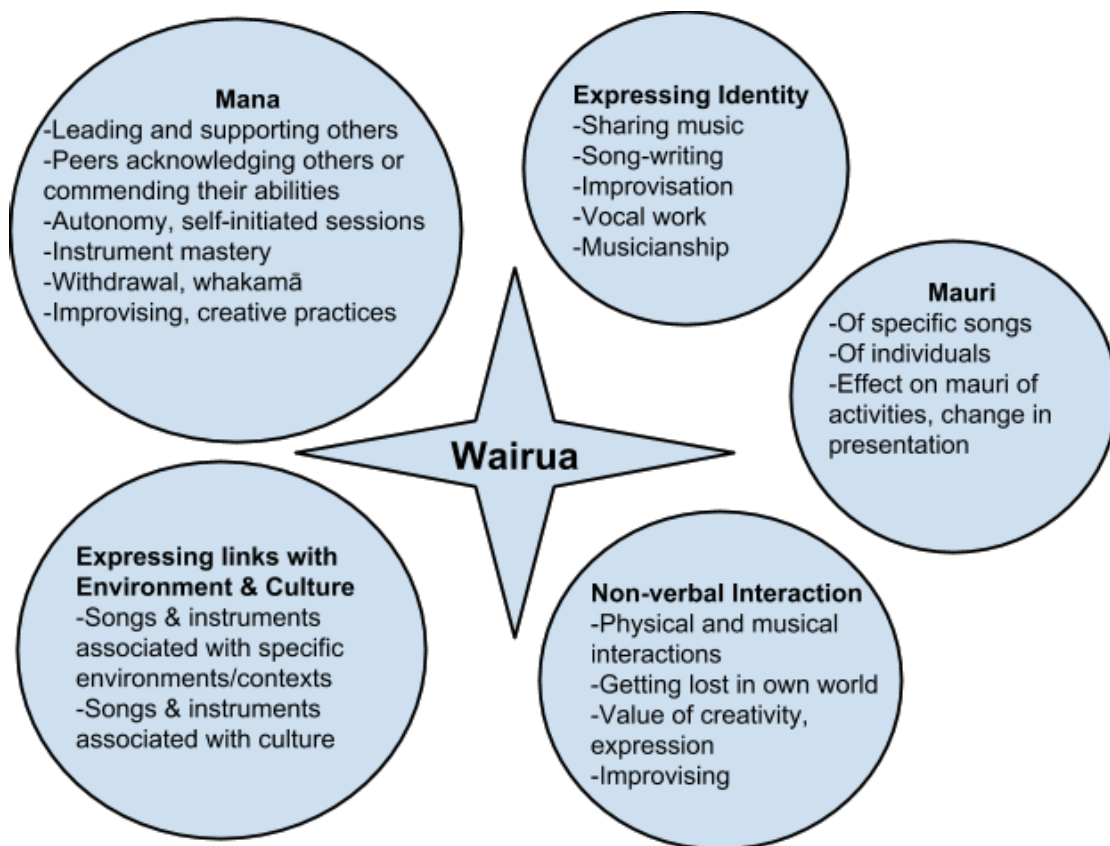 Mana
-Leading and supporting others
-Peers acknowledging others or
commending their abilities
-Autonomy, self-initiated sessions
-Instrument mastery
-Withdrawal, whakamā
-Improvising, creative practices
Expressing Identity
-Sharing music
-Song-writing
-Improvisation
-Vocal work
-Musicianship
Mauri
-Of specific songs
-Of individuals
-Effect on mauri of
activities, change in
presentation
Wairua
Expressing links with
Environment & Culture
-Songs & instruments
associated with specific
environments/contexts
-Songs & instruments
associated with culture
Non-verbal Interaction
-Physical and musical
interactions
-Getting lost in own world
-Value of creativity,
expression
-Improvising